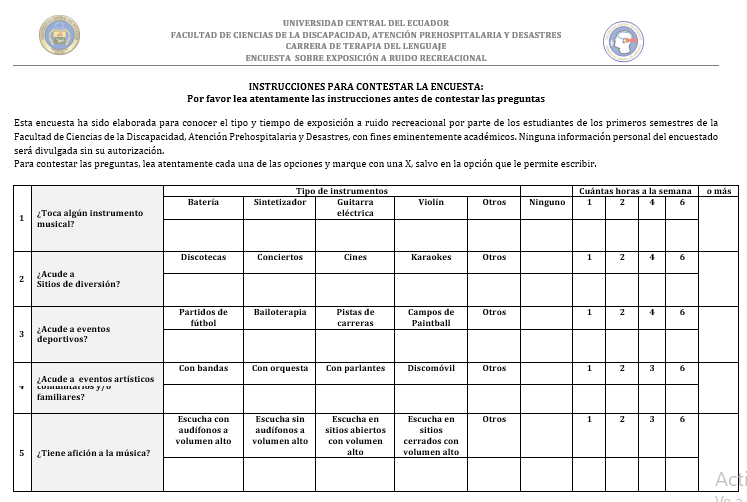 UNIVERSIDAD CENTRAL DEL ECUADOR
FACULTAD DE CIENCIAS DE LA DISCAPACIDAD, ATENCIÓN PREHOSPITALARIA Y DESASTRES
CARRERA DE TERAPIA DEL LENGUAJE
ENCUESTA SOBRE EXPOSICIÓN A RUIDO RECREACIONAL
INSTRUCCIONES PARA CONTESTAR LA ENCUESTA:
Por favor lea atentamente las instrucciones antes de contestar las preguntas
Esta encuesta ha sido elaborada para conocer el tipo y tiempo de exposición a ruido recreacional por parte de los estudiantes de los primeros semestres de la
Facultad de Ciencias de la Discapacidad, Atención Prehospitalaria y Desastres, con fines eminentemente académicos. Ninguna información personal del encuestado
será divulgada sin su autorización.
Para contestar las preguntas, lea atentamente cada una de las opciones y marque con una X, salvo en la opción que le permite escribir.
Tipo de instrumentos Cuántas horas a la semana o más
1 ¿Toca algún instrumento
musical?
Batería Sintetizador Guitarra
eléctrica
Violín Otros Ninguno 1 2 4 6
2 ¿Acude a
Sitios de diversión?
Discotecas Conciertos Cines Karaokes Otros 1 2 4 6
3 ¿Acude a eventos
deportivos?
Partidos de
fútbol
Bailoterapia Pistas de
carreras
Campos de
Paintball
Otros 1 2 4 6
4 ¿Acude a eventos artísticos
comunitarios y/o
familiares?
Con bandas Con orquesta Con parlantes Discomóvil Otros 1 2 3 6
5 ¿Tiene afición a la música?
Escucha con
audífonos a
volumen alto
Escucha sin
audífonos a
volumen alto
Escucha en
sitios abiertos
con volumen
alto
Escucha en
sitios
cerrados con
volumen alto
Otros 1 2 3 6
Acti
Ve a